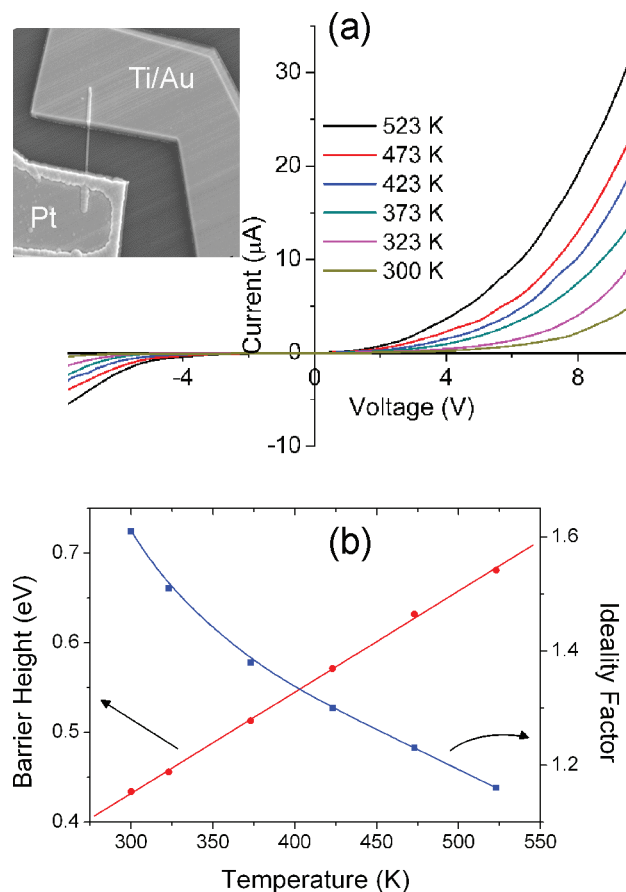 (a)
Ti/Au
Pt
523 K
473 K
423 K
373 K
323 K
300 K
Current (μA)
30
20
10
0
-10
-4
0
4
8
Voltage (V)
(b)
Barrier Height (eV)
0.7
0.6
0.5
0.4
1.6
1.4
1.2
Ideality Factor
300 350 400 450 500 550
Temperature (K)